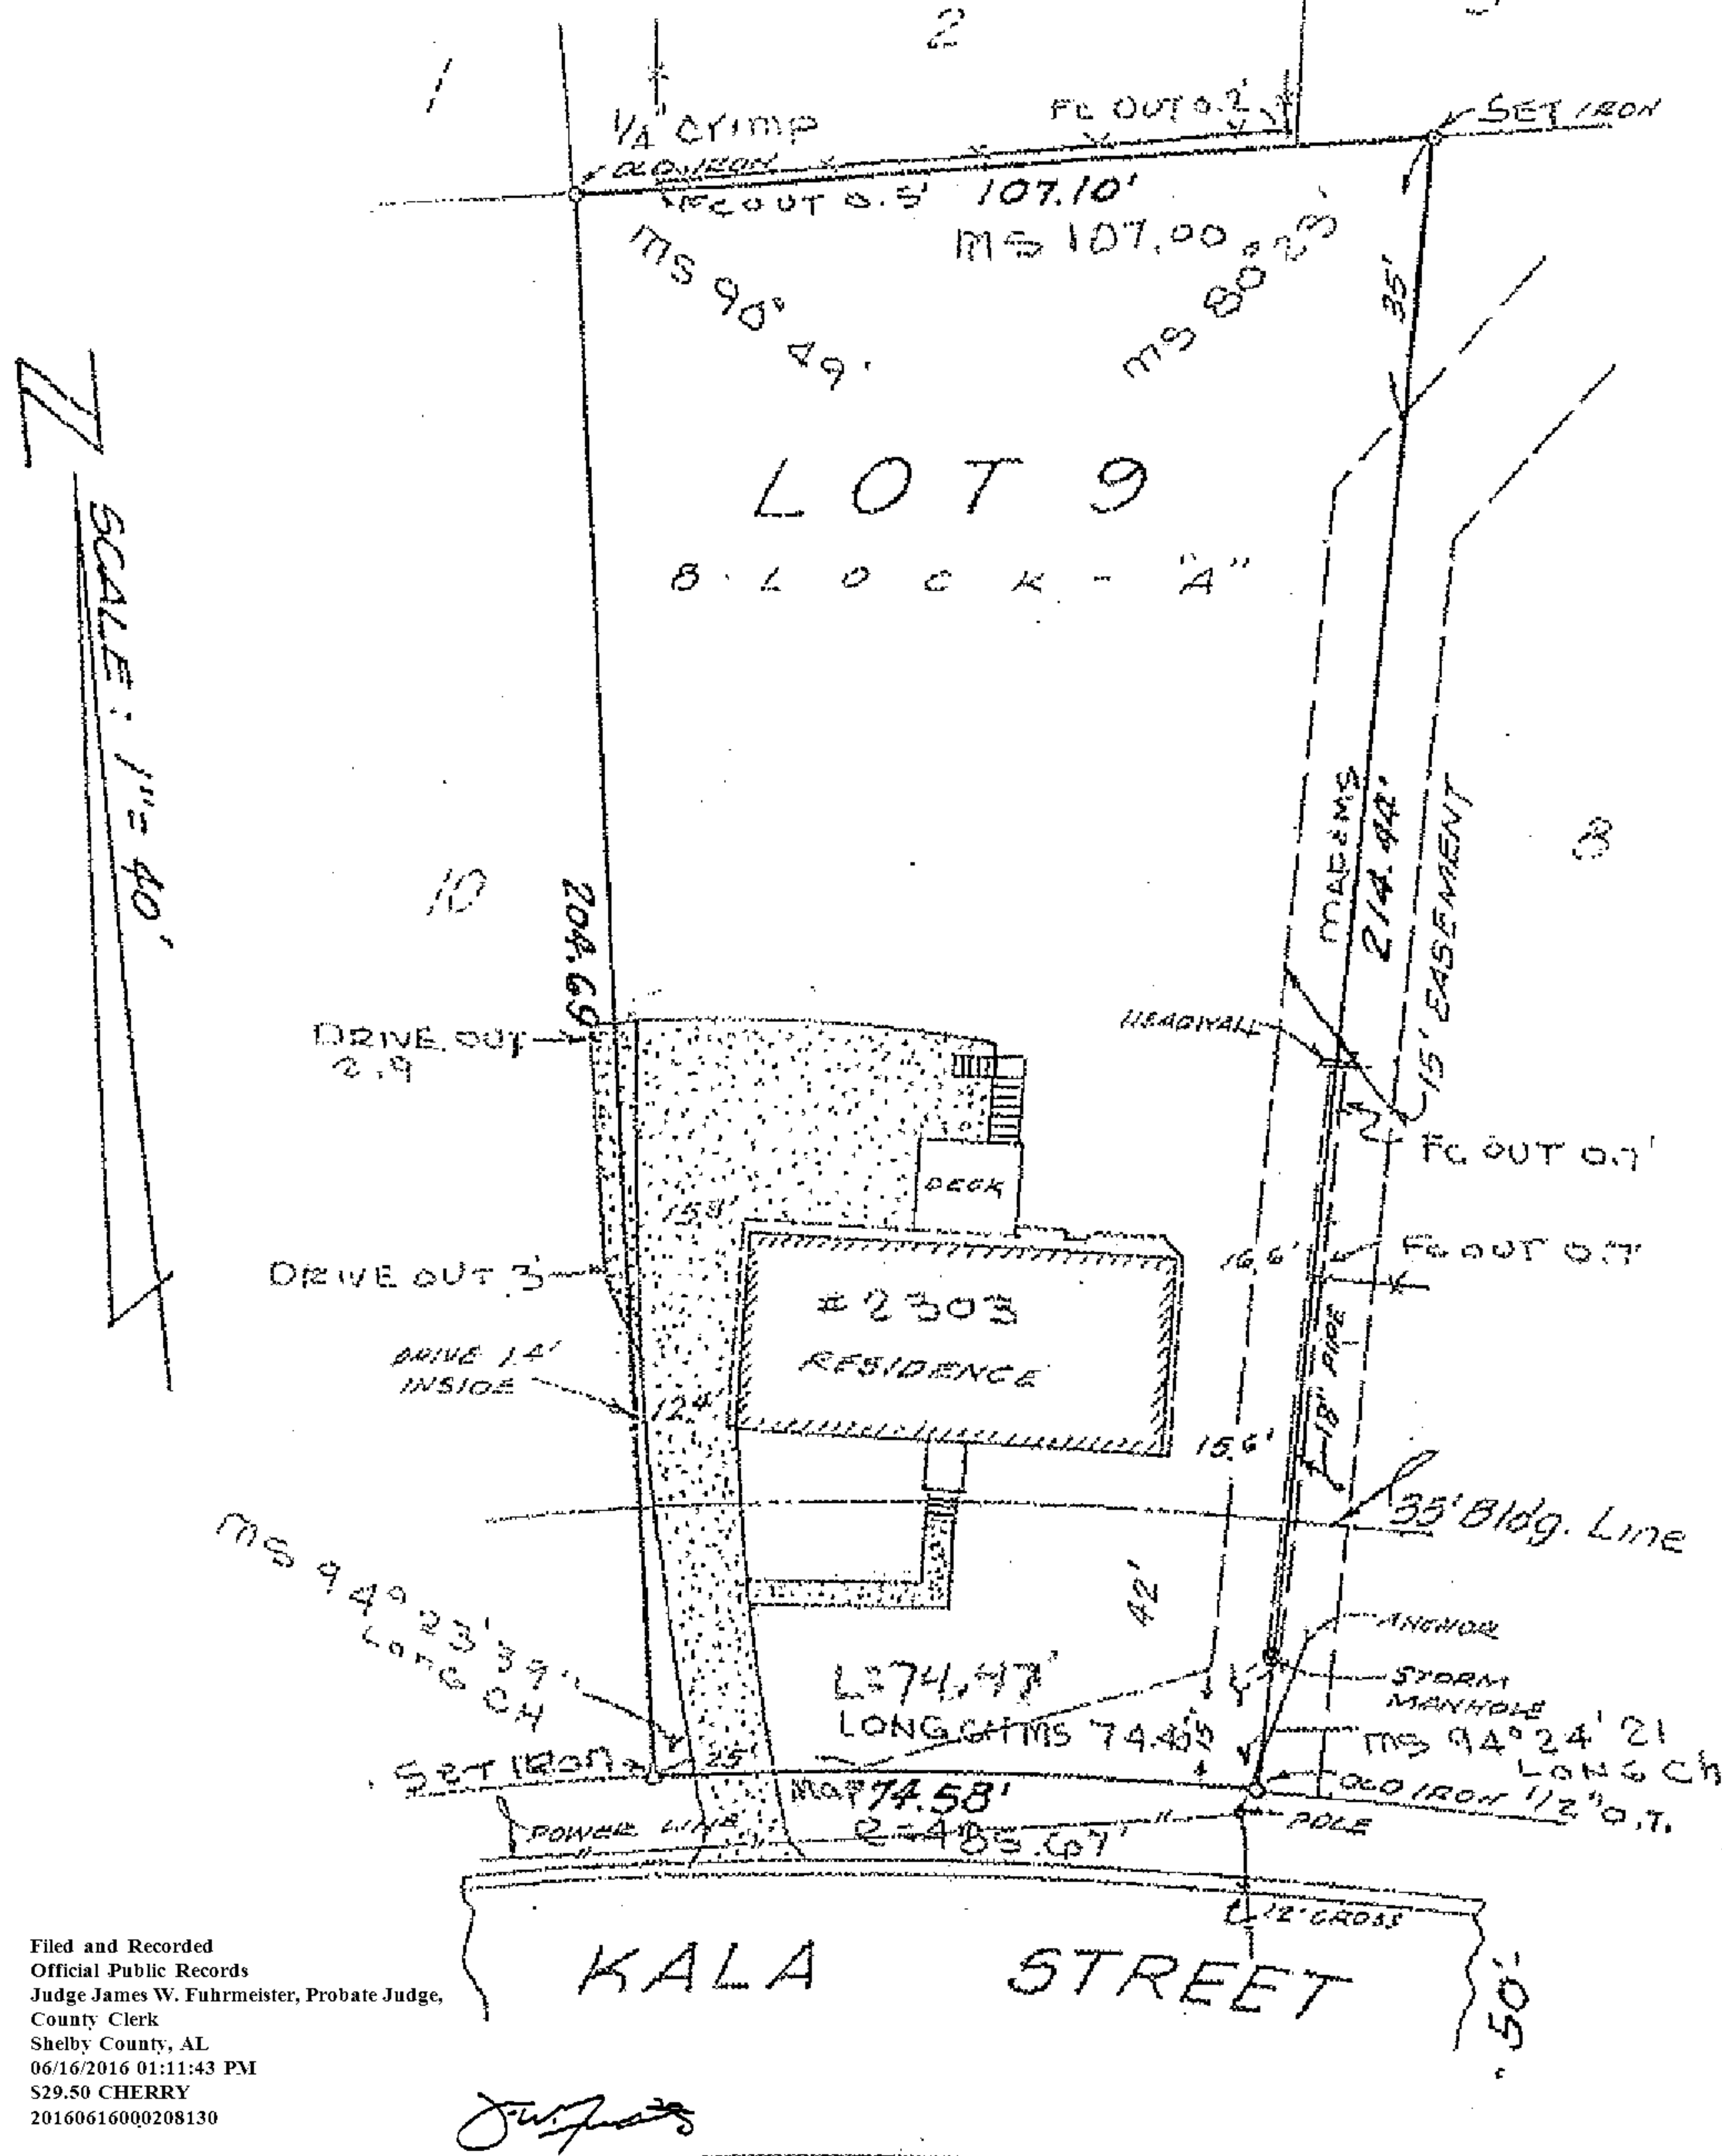 1
2
1/4" Crimp
OLD IRON
FC OUT 0.2'
SET IRON
FC OUT 0.5'
107.10'
MS 107.00
MS 90° 49'
MS 80° 23'
35'
LOT 9
BLOCK - "A"
SCALE: 1"= 40'
10
8
208.69'
MAP & MS
214.44'
15' EASEMENT
HEADWALL
DRIVE OUT
2.9
FC OUT 0.7'
DECK
15.8'
16.6'
FC OUT 0.7'
DRIVE OUT .3'
#2303
RESIDENCE
DRIVE 1.4'
INSIDE
12.4'
15.6'
18" PIPE
35' Bldg. Line
MS 94° 23' 39"
LONG CH
42'
ANCHOR
STORM
MANHOLE
L=74.47'
LONG CH MS
MS 94° 24' 21
LONG Ch
SET IRON
25'
MAP 74.58'
OLD IRON 1/2" O.T.
POLE
POWER LINE
12' CROSS
KALA STREET
50'
Filed and Recorded
Official Public Records
Judge James W. Fuhrmeister, Probate Judge,
County Clerk
Shelby County, AL
06/16/2016 01:11:43 PM
$29.50 CHERRY
20160616000208130